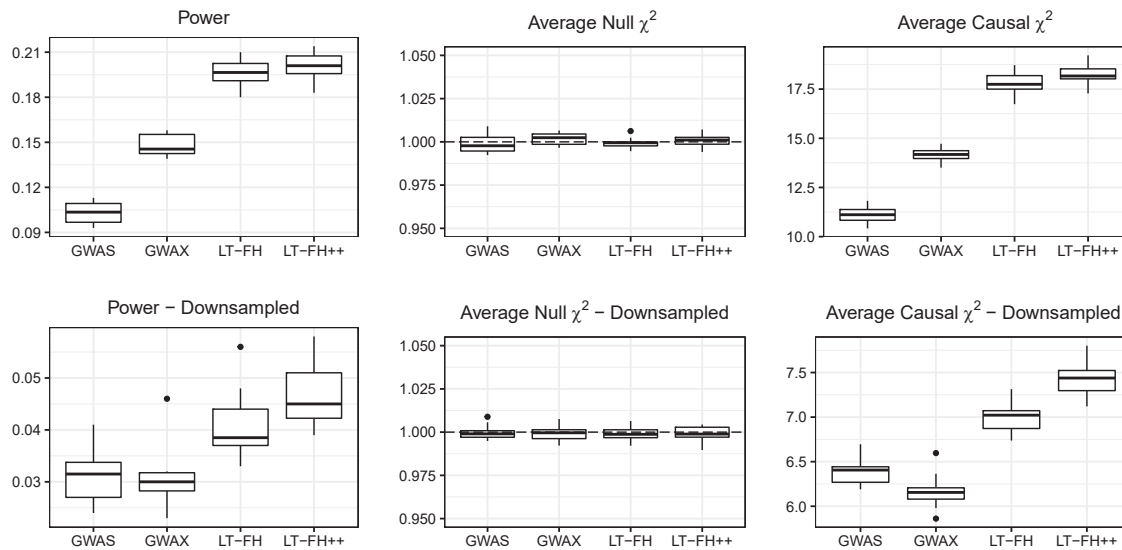 Power
0.21
0.18
0.15
0.12
0.09
GWAS GWAX LT−FH LT−FH++
Average Null χ²
1.050
1.025
1.000
0.975
0.950
GWAS GWAX LT−FH LT−FH++
Average Causal χ²
17.5
15.0
12.5
10.0
GWAS GWAX LT−FH LT−FH++
Power − Downsampled
0.05
0.04
0.03
GWAS GWAX LT−FH LT−FH++
Average Null χ² − Downsampled
1.050
1.025
1.000
0.975
0.950
GWAS GWAX LT−FH LT−FH++
Average Causal χ² − Downsampled
7.5
7.0
6.5
6.0
GWAS GWAX LT−FH LT−FH++